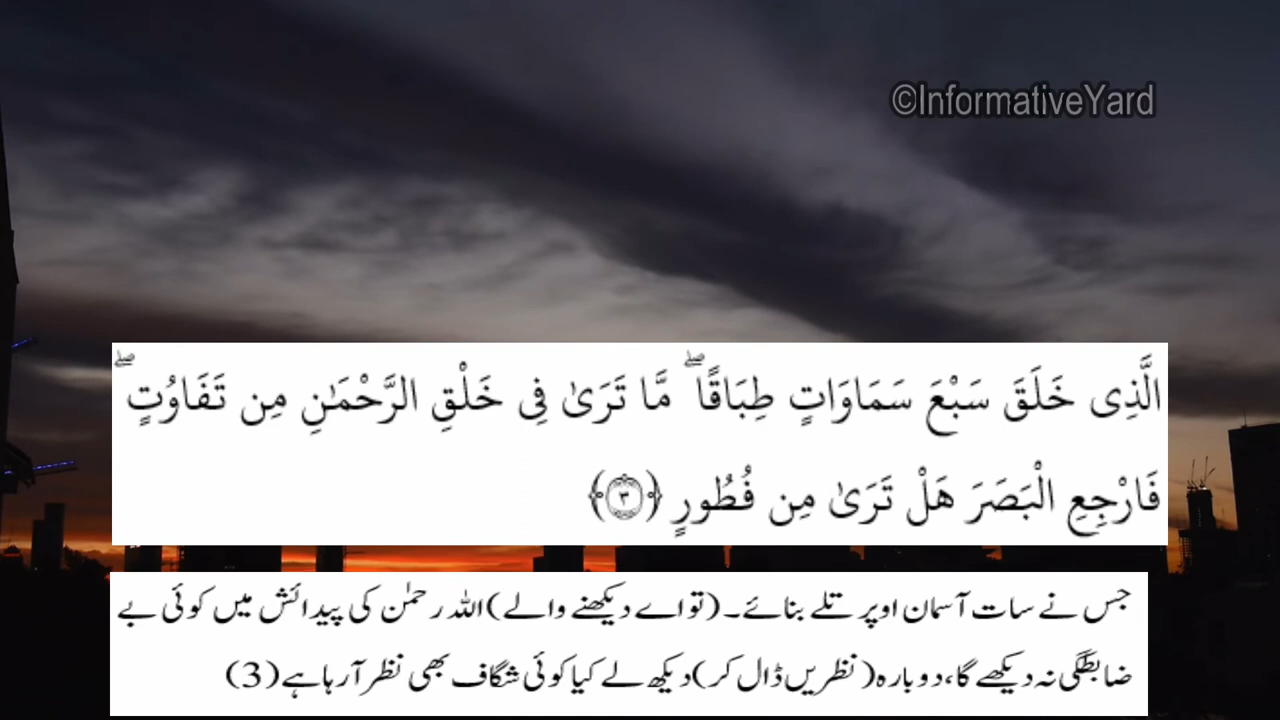 ©InformativeYard
الَّذِى خَلَقَ سَبْعَ سَمَاوَاتٍ طِبَاقًا ۖ مَّا تَرَىٰ فِى خَلْقِ الرَّحْمَـٰنِ مِن تَفَاوُتٍ ۖ
فَارْجِعِ الْبَصَرَ هَلْ تَرَىٰ مِن فُطُورٍ ﴿٣﴾
جس نے سات آسمان اوپر تلے بنائے۔ (تو اے دیکھنے والے) اللہ رحمٰن کی پیدائش میں کوئی بے
ضابطگی نہ دیکھے گا، دوبارہ (نظریں ڈال کر) دیکھ لے کیا کوئی شگاف بھی نظر آرہا ہے (3)